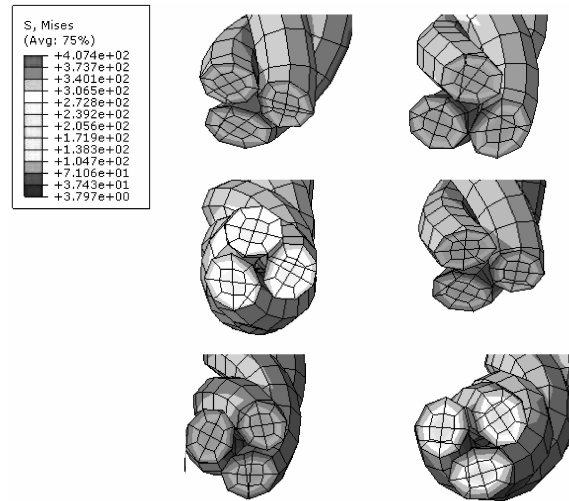 S, Mises
(Avg: 75%)
+4.074e+02
+3.737e+02
+3.401e+02
+3.065e+02
+2.728e+02
+2.392e+02
+2.056e+02
+1.719e+02
+1.383e+02
+1.047e+02
+7.106e+01
+3.743e+01
+3.797e+00